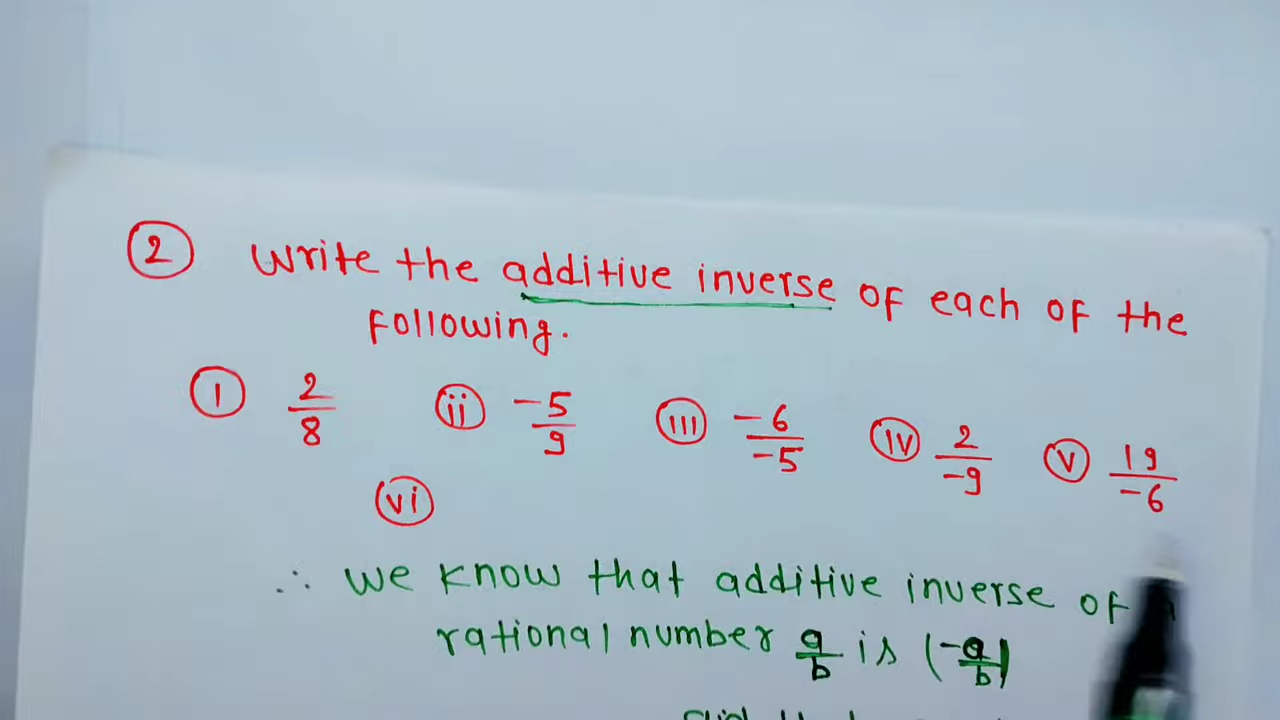 2 Write the additive inverse of each of the
following.
i 2/8 ii -5/9 iii -6/-5 iv 2/-9 v 19/-6
vi
∴ we know that additive inverse of
rational number a/b is (-a/b)